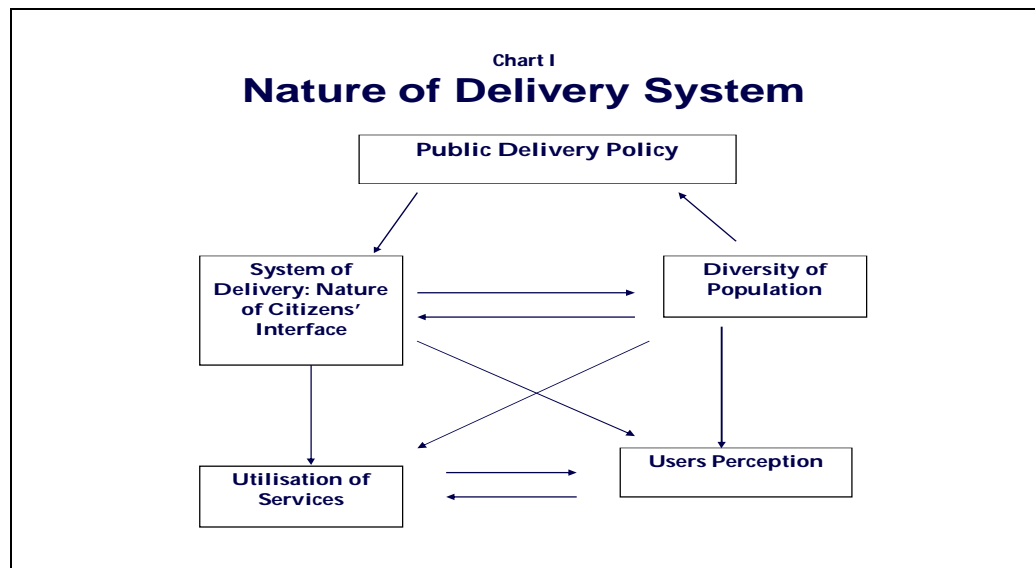 Chart I
Nature of Delivery System
Public Delivery Policy
System of
Delivery: Nature
of Citizens’
Interface
Diversity of
Population
Utilisation of
Services
Users Perception